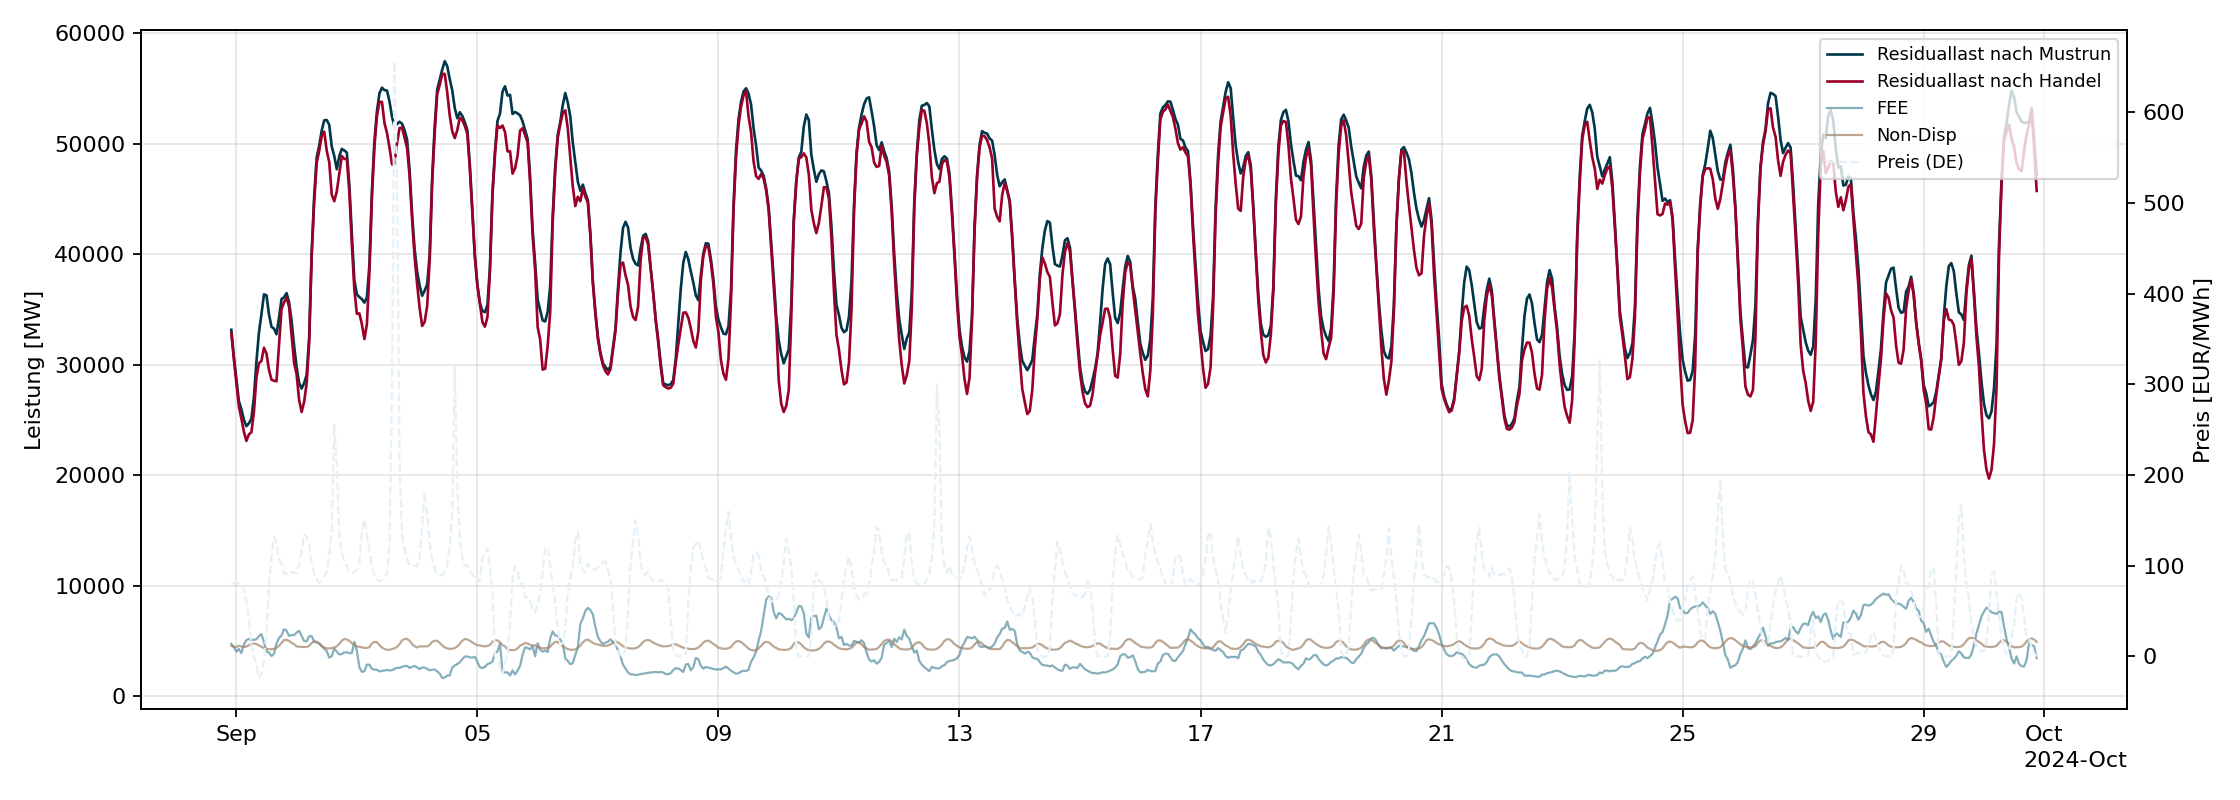 60000
50000
40000
30000
20000
10000
0
Leistung [MW]
600
500
400
300
200
100
0
Preis [EUR/MWh]
Residuallast nach Mustrun
Residuallast nach Handel
FEE
Non-Disp
Preis (DE)
Sep 05 09 13 17 21 25 29 Oct
2024-Oct